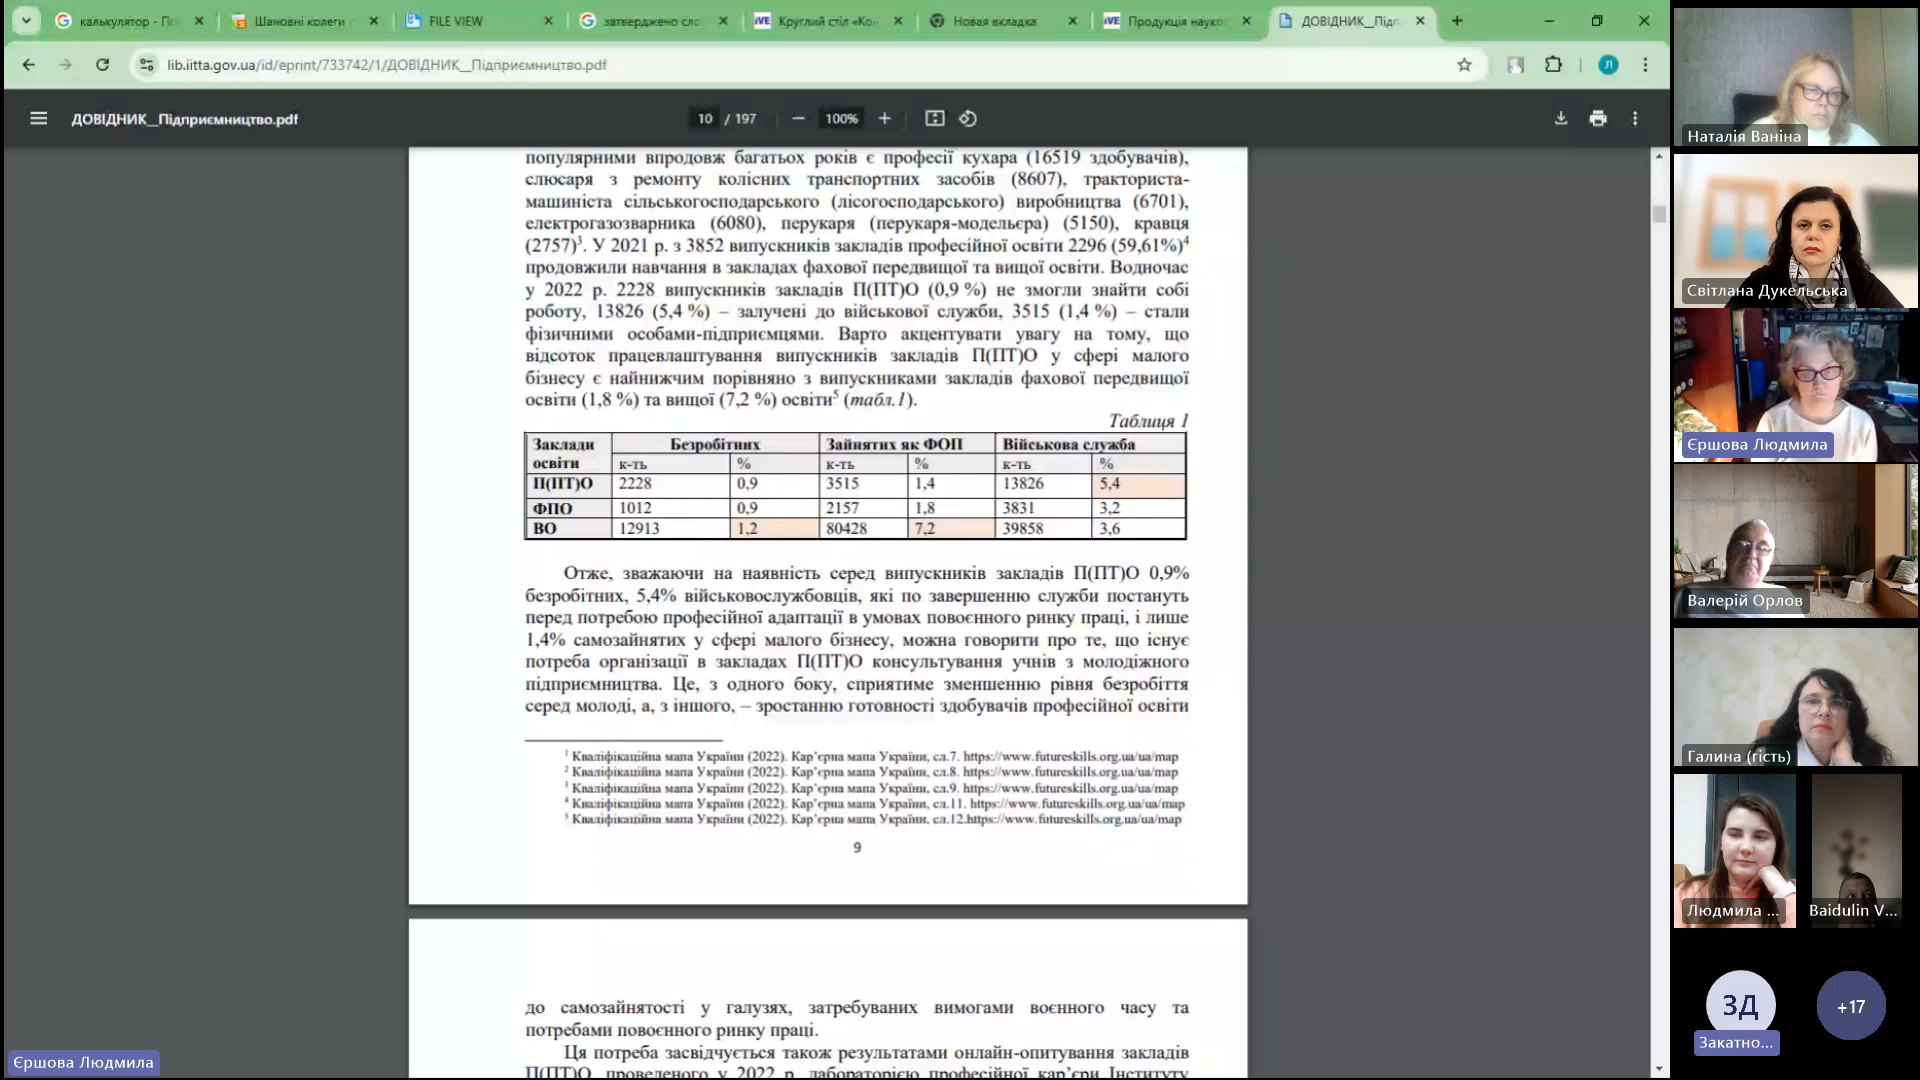 калькулятор - По
Шановні колеги
FILE VIEW
затверджено сло
Круглий стіл «Кон
Новая вкладка
Продукція науко
ДОВІДНИК__Підп
lib.iitta.gov.ua/id/eprint/733742/1/ДОВІДНИК__Підприємництво.pdf
Л
ДОВІДНИК__Підприємництво.pdf
10 / 197
100%
популярними впродовж багатьох років є професії кухара (16519 здобувачів),
слюсаря з ремонту колісних транспортних засобів (8607), тракториста-
машиніста сільськогосподарського (лісогосподарського) виробництва (6701),
електрогазозварника (6080), перукаря (перукаря-модельєра) (5150), кравця
(2757)3. У 2021 р. з 3852 випускників закладів професійної освіти 2296 (59,61%)4
продовжили навчання в закладах фахової передвищої та вищої освіти. Водночас
у 2022 р. 2228 випускників закладів П(ПТ)О (0,9 %) не змогли знайти собі
роботу, 13826 (5,4 %) – залучені до військової служби, 3515 (1,4 %) – стали
фізичними особами-підприємцями. Варто акцентувати увагу на тому, що
відсоток працевлаштування випускників закладів П(ПТ)О у сфері малого
бізнесу є найнижчим порівняно з випускниками закладів фахової передвищої
освіти (1,8 %) та вищої (7,2 %) освіти5 (табл.1).
Таблиця 1
Заклади освіти Безробітних Зайнятих як ФОП Військова служба
к-ть % к-ть % к-ть %
П(ПТ)О 2228 0,9 3515 1,4 13826 5,4
ФПО 1012 0,9 2157 1,8 3831 3,2
ВО 12913 1,2 80428 7,2 39858 3,6
Отже, зважаючи на наявність серед випускників закладів П(ПТ)О 0,9%
безробітних, 5,4% військовослужбовців, які по завершенню служби постануть
перед потребою професійної адаптації в умовах повоєнного ринку праці, і лише
1,4% самозайнятих у сфері малого бізнесу, можна говорити про те, що існує
потреба організації в закладах П(ПТ)О консультування учнів з молодіжного
підприємництва. Це, з одного боку, сприятиме зменшенню рівня безробіття
серед молоді, а, з іншого, – зростанню готовності здобувачів професійної освіти
1 Кваліфікаційна мапа України (2022). Кар’єрна мапа України, сл.7. https://www.futureskills.org.ua/ua/map
2 Кваліфікаційна мапа України (2022). Кар’єрна мапа України, сл.8. https://www.futureskills.org.ua/ua/map
3 Кваліфікаційна мапа України (2022). Кар’єрна мапа України, сл.9. https://www.futureskills.org.ua/ua/map
4 Кваліфікаційна мапа України (2022). Кар’єрна мапа України, сл.11. https://www.futureskills.org.ua/ua/map
5 Кваліфікаційна мапа України (2022). Кар’єрна мапа України, сл.12.https://www.futureskills.org.ua/ua/map
9
до самозайнятості у галузях, затребуваних вимогами воєнного часу та
потребами повоєнного ринку праці.
Ця потреба засвідчується також результатами онлайн-опитування закладів
П(ПТ)О, проведеного у 2022 р. лабораторією професійної кар’єри Інституту
Єршова Людмила
Наталія Ваніна
Світлана Дукельська
Єршова Людмила
Валерій Орлов
Галина (гість)
Людмила ...
Baidulin V...
ЗД
Закатно...
+17